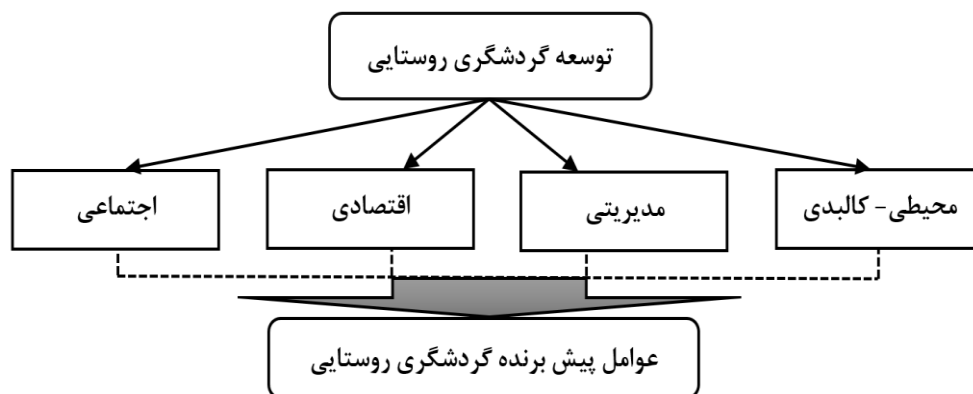 توسعه گردشگری روستایی
محیطی- کالبدی
مدیریتی
اقتصادی
اجتماعی
عوامل پیش برنده گردشگری روستایی